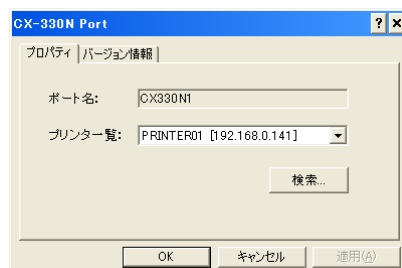 CX-330N Port
プロパティ バージョン情報
ポート名: CX330N1
プリンター覧: PRINTER01 [192.168.0.141]
検索...
OK キャンセル 適用(A)